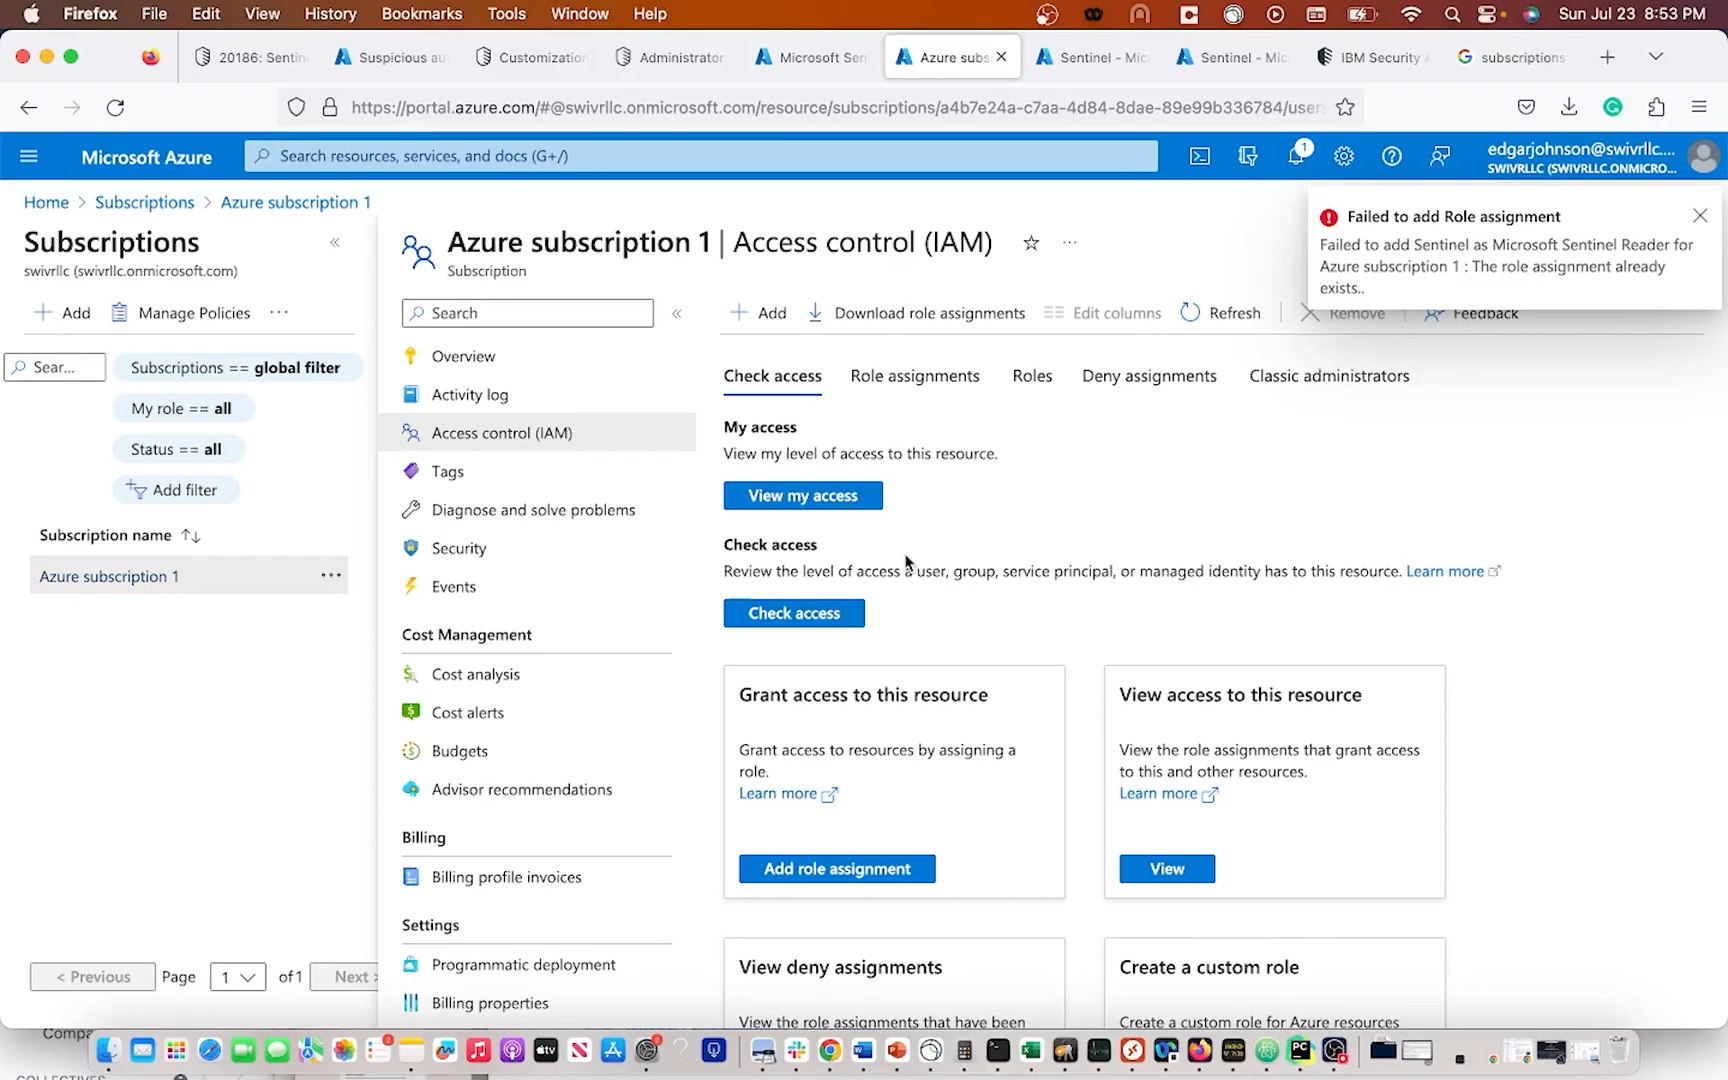 Firefox File Edit View History Bookmarks Tools Window Help Sun Jul 23 8:53 PM
20186: Sentin Suspicious au Customization Administrator Microsoft Sen Azure subs Sentinel - Mic Sentinel - Mic IBM Security subscriptions
https://portal.azure.com/#@swivrllc.onmicrosoft.com/resource/subscriptions/a4b7e24a-c7aa-4d84-8dae-89e99b336784/user
Microsoft Azure
Search resources, services, and docs (G+/)
1
edgarjohnson@swivrllc....
SWIVRLLC (SWIVRLLC.ONMICRO...
Home > Subscriptions > Azure subscription 1
Failed to add Role assignment
Failed to add Sentinel as Microsoft Sentinel Reader for
Azure subscription 1 : The role assignment already
exists..
Subscriptions
swivrllc (swivrllc.onmicrosoft.com)
Add Manage Policies ...
Sear...
Subscriptions == global filter
My role == all
Status == all
Add filter
Subscription name
Azure subscription 1 ...
< Previous Page 1 of 1 Next >
Azure subscription 1 | Access control (IAM) ...
Subscription
Search
Overview
Activity log
Access control (IAM)
Tags
Diagnose and solve problems
Security
Events
Cost Management
Cost analysis
Cost alerts
Budgets
Advisor recommendations
Billing
Billing profile invoices
Settings
Programmatic deployment
Billing properties
Add Download role assignments Edit columns Refresh Remove Feedback
Check access Role assignments Roles Deny assignments Classic administrators
My access
View my level of access to this resource.
View my access
Check access
Review the level of access a user, group, service principal, or managed identity has to this resource. Learn more
Check access
Grant access to this resource
Grant access to resources by assigning a
role.
Learn more
Add role assignment
View access to this resource
View the role assignments that grant access
to this and other resources.
Learn more
View
View deny assignments
View the role assignments that have been
Create a custom role
Create a custom role for Azure resources
Compa